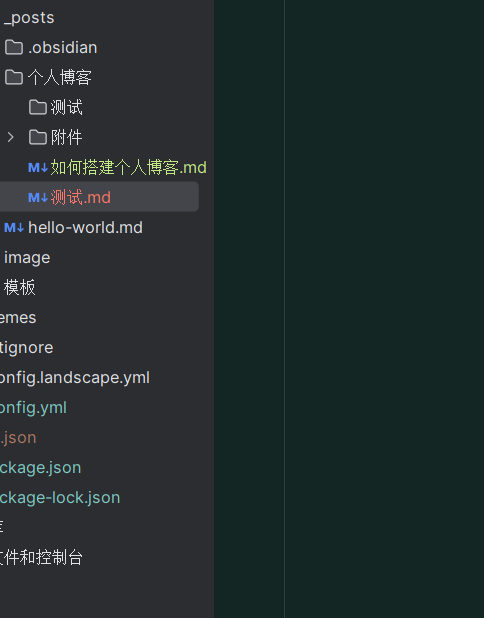 _posts
.obsidian
个人博客
测试
附件
M↓ 如何搭建个人博客.md
M↓ 测试.md
M↓ hello-world.md
image
模板
emes
tignore
onfig.landscape.yml
onfig.yml
.json
ckage.json
ckage-lock.json
文件和控制台